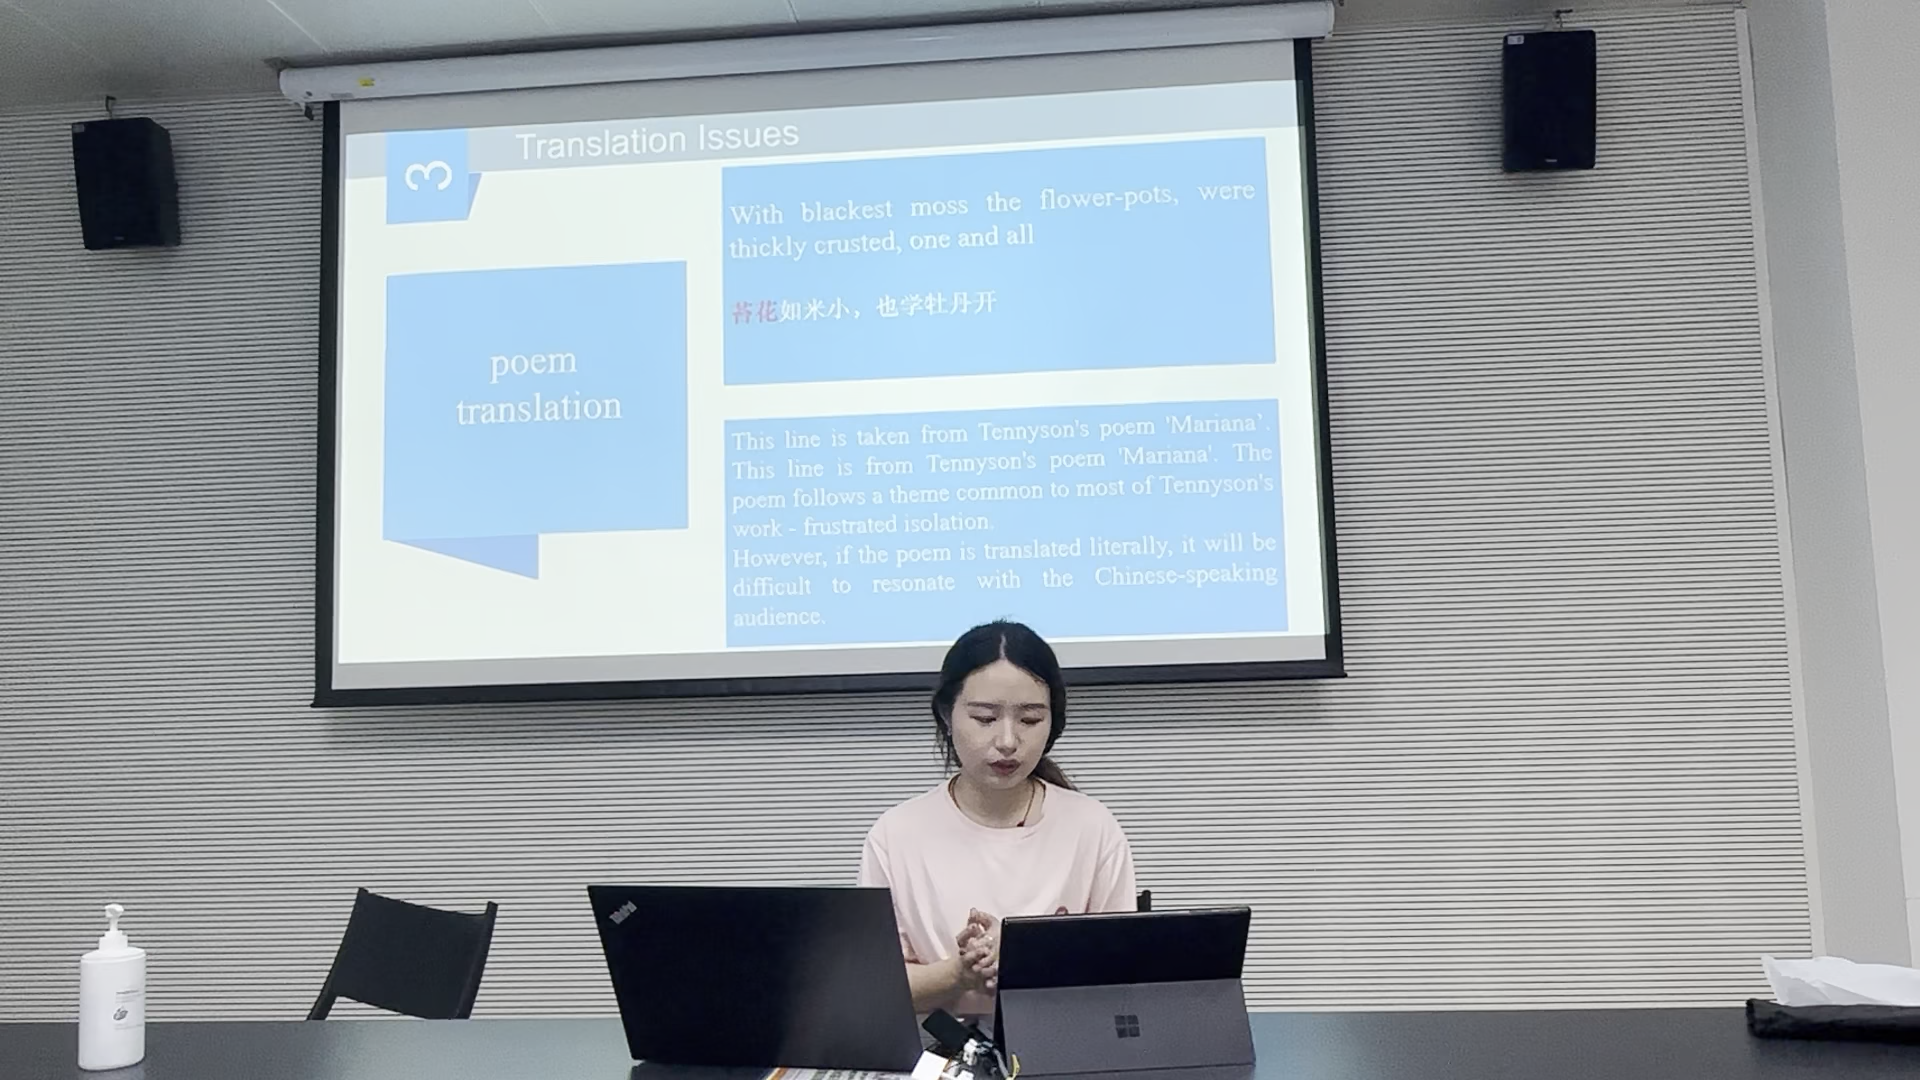 3
Translation Issues
With blackest moss the flower-pots, were
thickly crusted, one and all
苔花如米小，也学牡丹开
poem
translation
This line is taken from Tennyson's poem 'Mariana'.
This line is from Tennyson's poem 'Mariana'. The
poem follows a theme common to most of Tennyson's
work - frustrated isolation.
However, if the poem is translated literally, it will be
difficult to resonate with the Chinese-speaking
audience.
ThinkPad